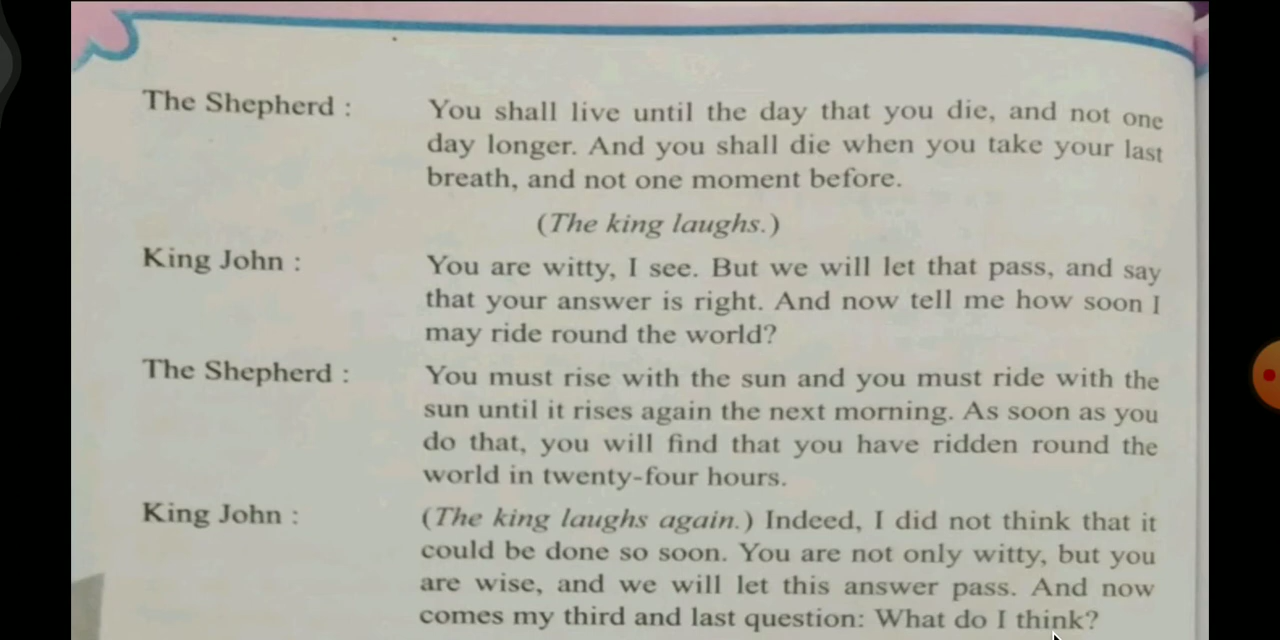 The Shepherd : You shall live until the day that you die, and not one
day longer. And you shall die when you take your last
breath, and not one moment before.
(The king laughs.)
King John : You are witty, I see. But we will let that pass, and say
that your answer is right. And now tell me how soon I
may ride round the world?
The Shepherd : You must rise with the sun and you must ride with the
sun until it rises again the next morning. As soon as you
do that, you will find that you have ridden round the
world in twenty-four hours.
King John : (The king laughs again.) Indeed, I did not think that it
could be done so soon. You are not only witty, but you
are wise, and we will let this answer pass. And now
comes my third and last question: What do I think?